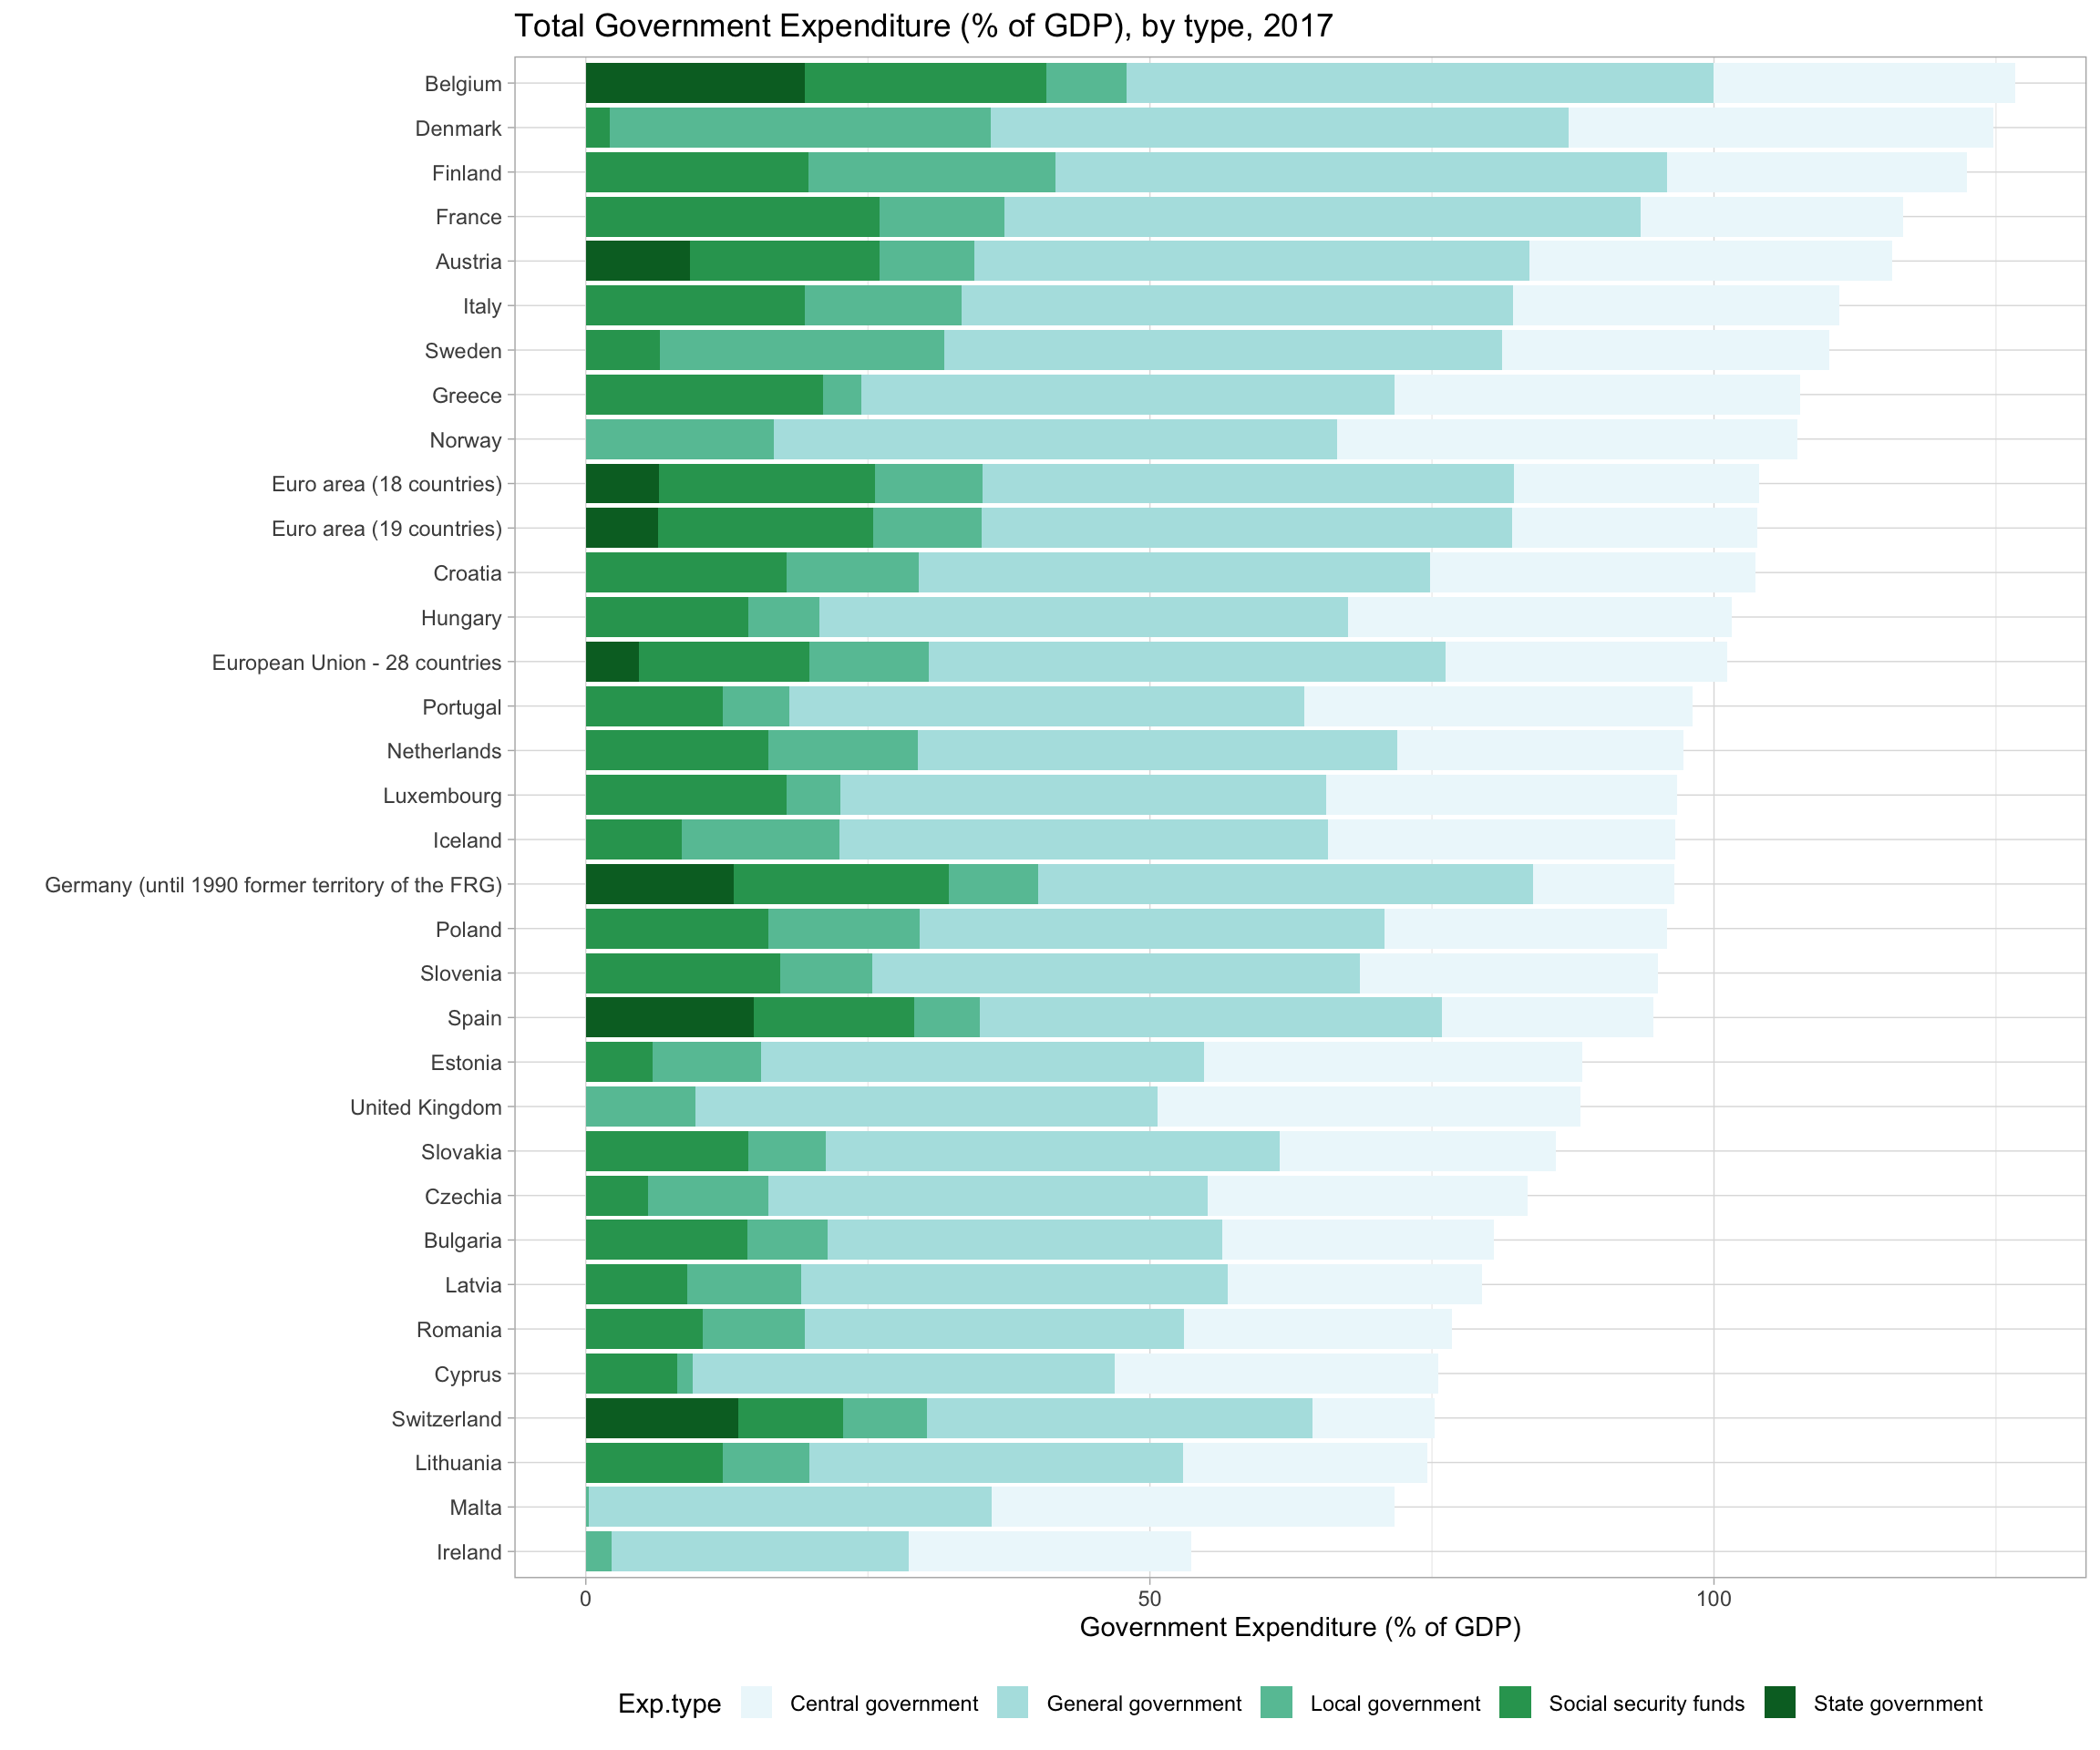 Total Government Expenditure (% of GDP), by type, 2017
Belgium
Denmark
Finland
France
Austria
Italy
Sweden
Greece
Norway
Euro area (18 countries)
Euro area (19 countries)
Croatia
Hungary
European Union - 28 countries
Portugal
Netherlands
Luxembourg
Iceland
Germany (until 1990 former territory of the FRG)
Poland
Slovenia
Spain
Estonia
United Kingdom
Slovakia
Czechia
Bulgaria
Latvia
Romania
Cyprus
Switzerland
Lithuania
Malta
Ireland
0 50 100
Government Expenditure (% of GDP)
Exp.type Central government General government Local government Social security funds State government